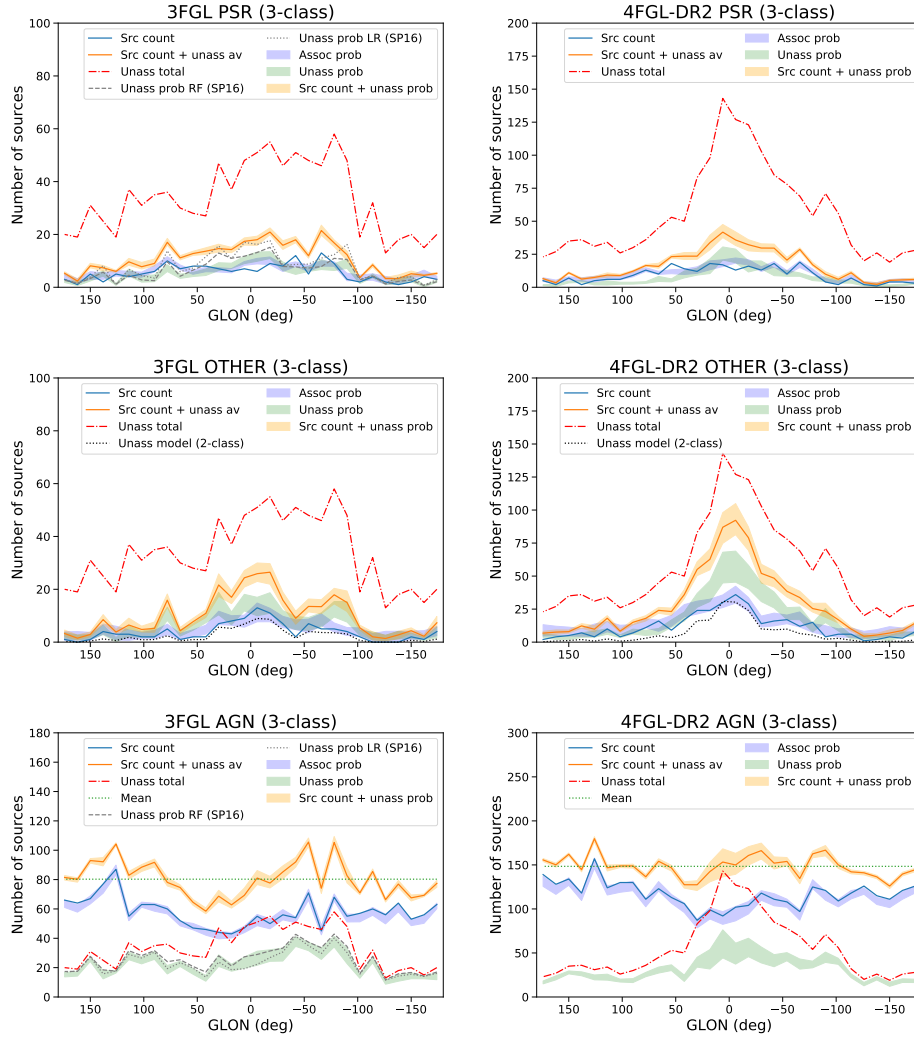 3FGL PSR (3-class)
Src count
Src count + unass av
Unass total
Unass prob RF (SP16)
Unass prob LR (SP16)
Assoc prob
Unass prob
Src count + unass prob
Number of sources
100
80
60
40
20
0
150
100
50
0
−50
−100
−150
GLON (deg)
4FGL-DR2 PSR (3-class)
Src count
Src count + unass av
Unass total
Assoc prob
Unass prob
Src count + unass prob
Number of sources
200
175
150
125
100
75
50
25
0
150
100
50
0
−50
−100
−150
GLON (deg)
3FGL OTHER (3-class)
Src count
Src count + unass av
Unass total
Unass model (2-class)
Assoc prob
Unass prob
Src count + unass prob
Number of sources
100
80
60
40
20
0
150
100
50
0
−50
−100
−150
GLON (deg)
4FGL-DR2 OTHER (3-class)
Src count
Src count + unass av
Unass total
Unass model (2-class)
Assoc prob
Unass prob
Src count + unass prob
Number of sources
200
175
150
125
100
75
50
25
0
150
100
50
0
−50
−100
−150
GLON (deg)
3FGL AGN (3-class)
Src count
Src count + unass av
Unass total
Mean
Unass prob RF (SP16)
Unass prob LR (SP16)
Assoc prob
Unass prob
Src count + unass prob
Number of sources
180
160
140
120
100
80
60
40
20
0
150
100
50
0
−50
−100
−150
GLON (deg)
4FGL-DR2 AGN (3-class)
Src count
Src count + unass av
Unass total
Mean
Assoc prob
Unass prob
Src count + unass prob
Number of sources
300
250
200
150
100
50
0
150
100
50
0
−50
−100
−150
GLON (deg)